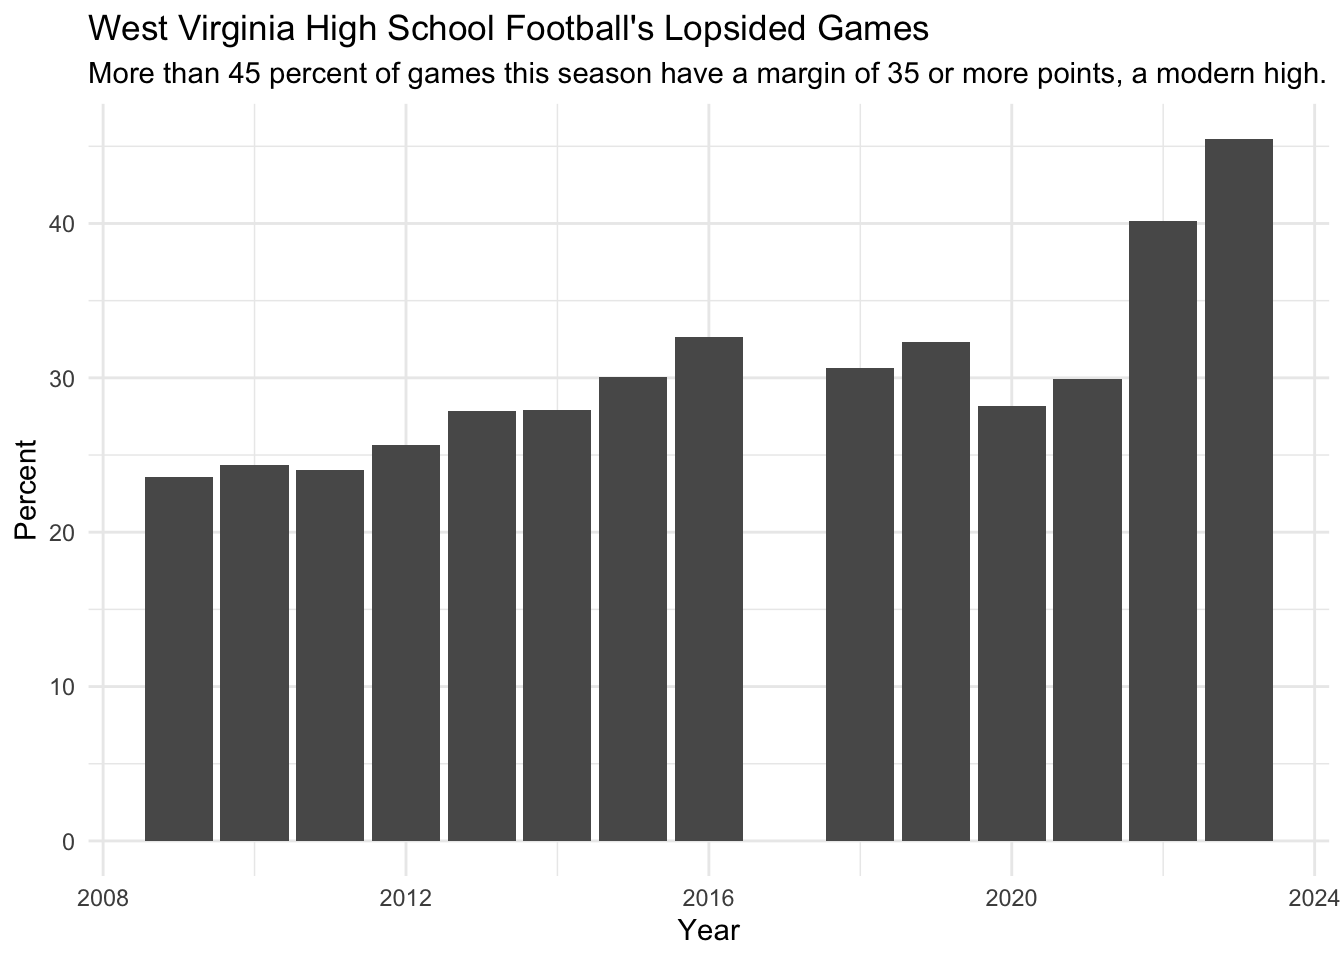 West Virginia High School Football's Lopsided Games
More than 45 percent of games this season have a margin of 35 or more points, a modern high.
Percent
40
30
20
10
0
2008 2012 2016 2020 2024
Year